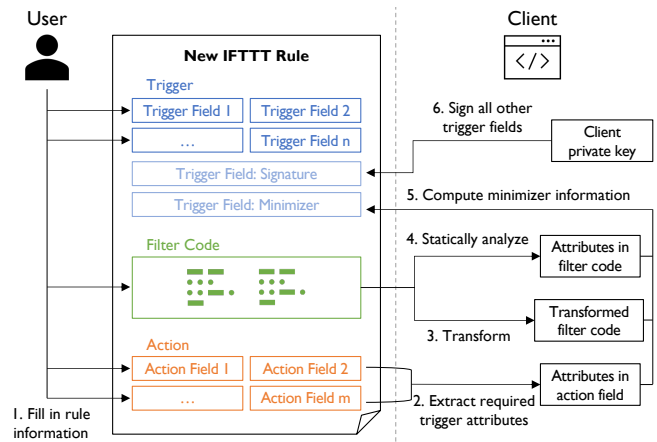 User
Client
</>
New IFTTT Rule
Trigger
Trigger Field 1
Trigger Field 2
...
Trigger Field n
Trigger Field: Signature
Trigger Field: Minimizer
Filter Code
Action
Action Field 1
Action Field 2
...
Action Field m
1. Fill in rule
information
6. Sign all other
trigger fields
Client
private key
5. Compute minimizer information
4. Statically analyze
Attributes in
filter code
3. Transform
Transformed
filter code
2. Extract required
trigger attributes
Attributes in
action field